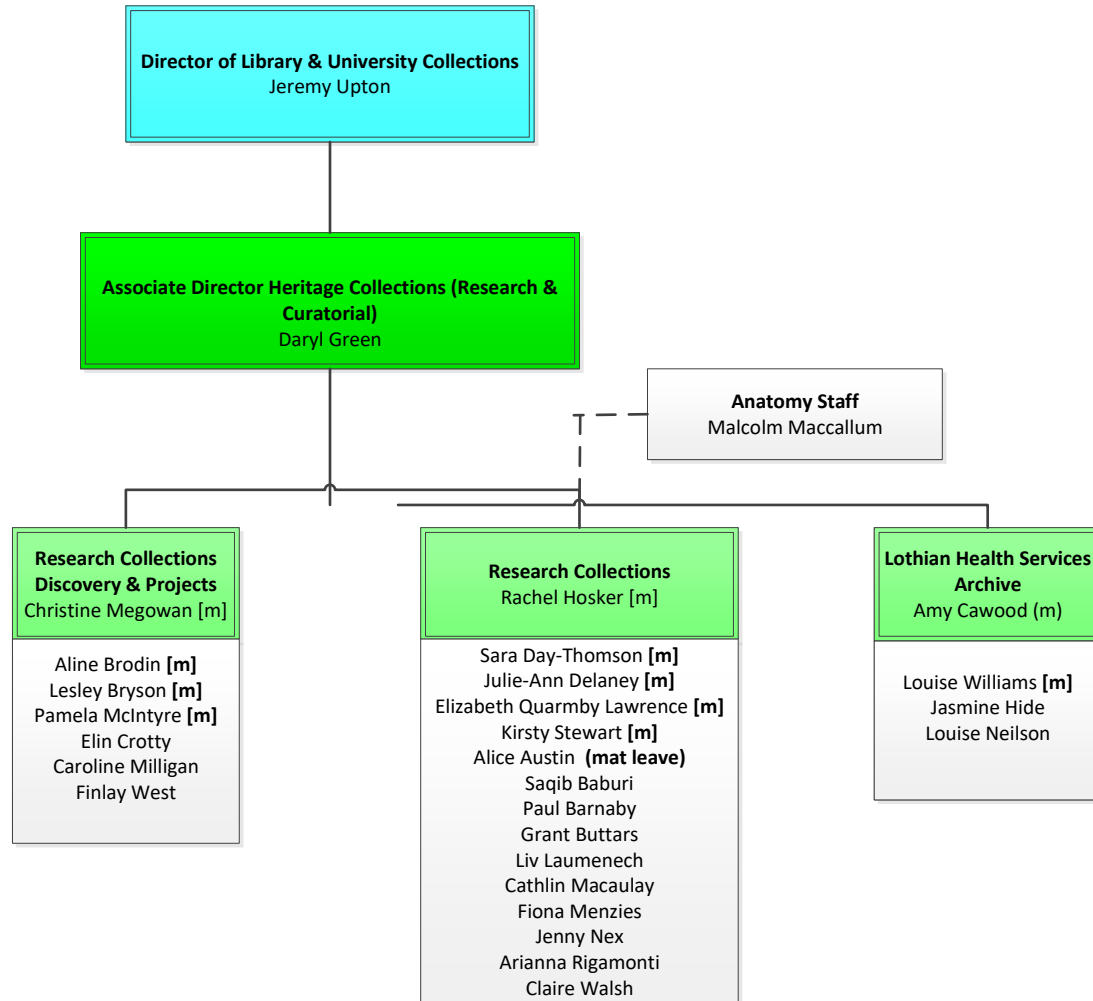 Director of Library & University Collections
Jeremy Upton
Associate Director Heritage Collections (Research &
Curatorial)
Daryl Green
Anatomy Staff
Malcolm Maccallum
Research Collections
Discovery & Projects
Christine Megowan [m]
Aline Brodin [m]
Lesley Bryson [m]
Pamela McIntyre [m]
Elin Crotty
Caroline Milligan
Finlay West
Research Collections
Rachel Hosker [m]
Sara Day-Thomson [m]
Julie-Ann Delaney [m]
Elizabeth Quarmby Lawrence [m]
Kirsty Stewart [m]
Alice Austin (mat leave)
Saqib Baburi
Paul Barnaby
Grant Buttars
Liv Laumenech
Cathlin Macaulay
Fiona Menzies
Jenny Nex
Arianna Rigamonti
Claire Walsh
Lothian Health Services
Archive
Amy Cawood (m)
Louise Williams [m]
Jasmine Hide
Louise Neilson